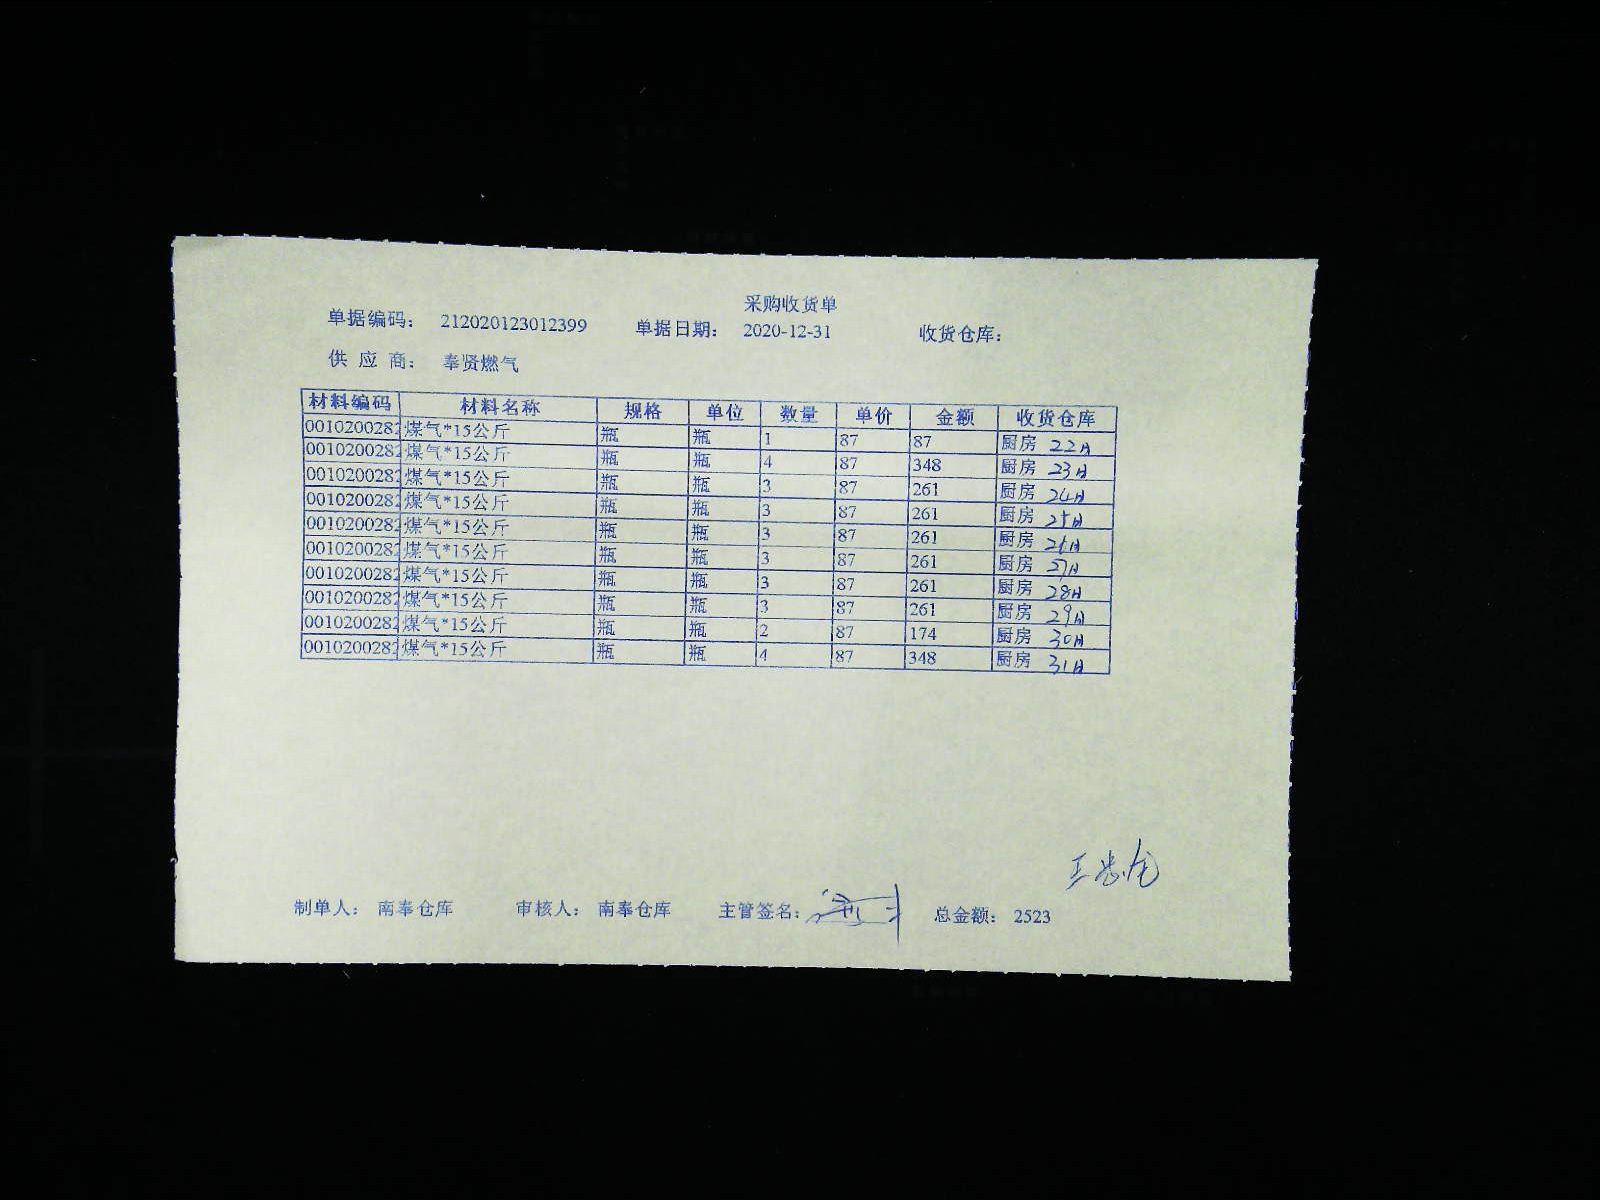 采购收货单
单据编码： 212020123012399 单据日期： 2020-12-31 收货仓库：
供 应 商： 奉贤燃气
材料编码 材料名称 规格 单位 数量 单价 金额 收货仓库
0010200282 煤气*15公斤 瓶 瓶 1 87 87 厨房 22日
0010200282 煤气*15公斤 瓶 瓶 4 87 348 厨房 23日
0010200282 煤气*15公斤 瓶 瓶 3 87 261 厨房 24日
0010200282 煤气*15公斤 瓶 瓶 3 87 261 厨房 25日
0010200282 煤气*15公斤 瓶 瓶 3 87 261 厨房 26日
0010200282 煤气*15公斤 瓶 瓶 3 87 261 厨房 27日
0010200282 煤气*15公斤 瓶 瓶 3 87 261 厨房 28日
0010200282 煤气*15公斤 瓶 瓶 3 87 261 厨房 29日
0010200282 煤气*15公斤 瓶 瓶 2 87 174 厨房 30日
0010200282 煤气*15公斤 瓶 瓶 4 87 348 厨房 31日
制单人： 南奉仓库 审核人： 南奉仓库 主管签名： 总金额： 2523